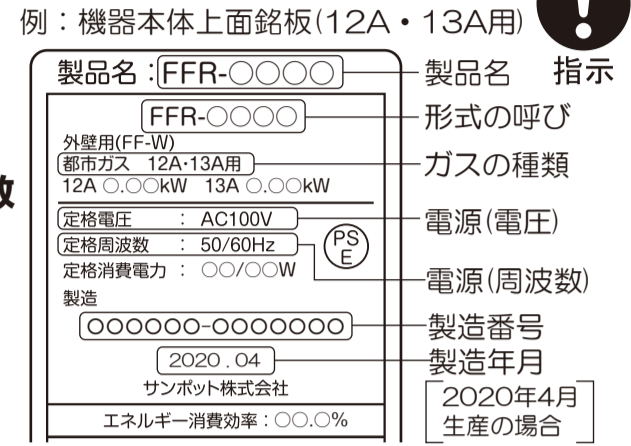 例：機器本体上面銘板(12A・13A用)
指示
製品名：FFR-○○○○
製品名
FFR-○○○○
形式の呼び
外壁用(FF-W)
都市ガス 12A・13A用
ガスの種類
12A ○.○○kW 13A ○.○○kW
数
定格電圧 ： AC100V
電源(電圧)
定格周波数 ： 50/60Hz
PS
E
定格消費電力 ： ○○/○○W
電源(周波数)
製造
○○○○○○-○○○○○○○
製造番号
2020.04
製造年月
サンポット株式会社
2020年4月
生産の場合
エネルギー消費効率：○○.○%